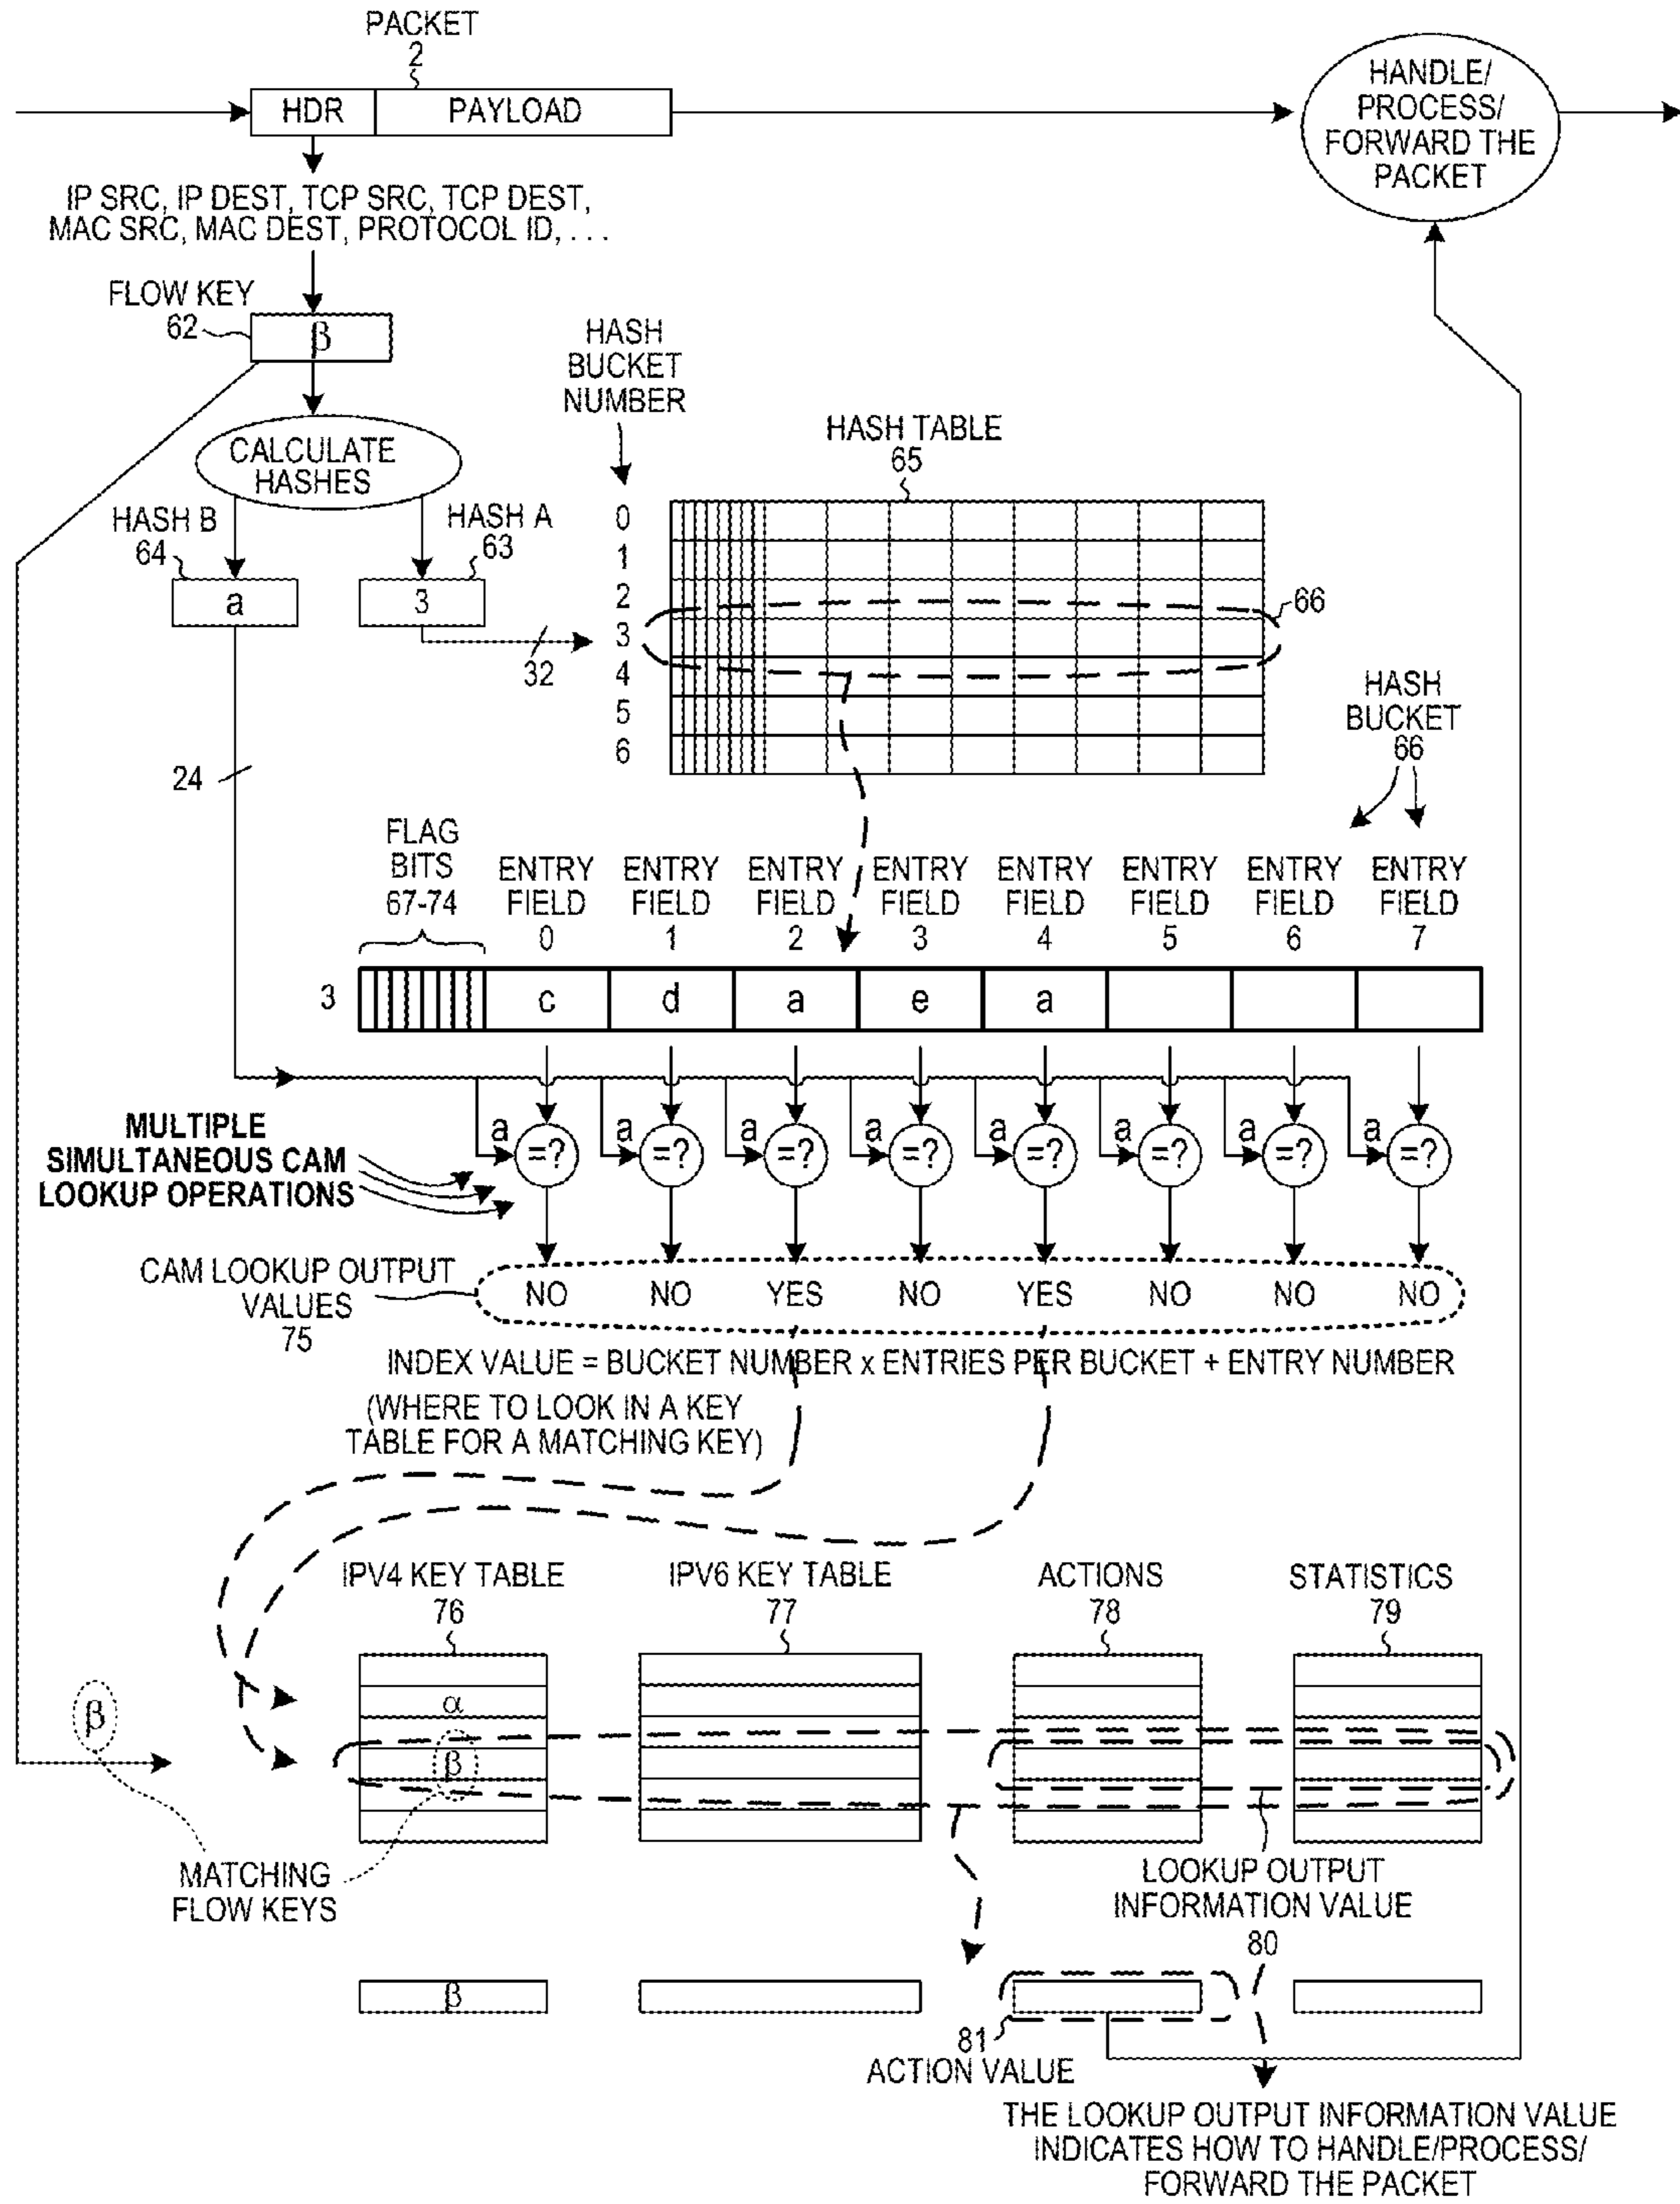 PACKET
2
HDR
PAYLOAD
HANDLE/
PROCESS/
FORWARD THE
PACKET
IP SRC, IP DEST, TCP SRC, TCP DEST,
MAC SRC, MAC DEST, PROTOCOL ID, . . .
FLOW KEY
62
β
HASH
BUCKET
NUMBER
CALCULATE
HASHES
HASH TABLE
65
HASH B
64
HASH A
63
a
3
32
0
1
2
3
4
5
6
66
24
HASH
BUCKET
66
FLAG
BITS
67-74
ENTRY
FIELD
0
ENTRY
FIELD
1
ENTRY
FIELD
2
ENTRY
FIELD
3
ENTRY
FIELD
4
ENTRY
FIELD
5
ENTRY
FIELD
6
ENTRY
FIELD
7
3
c d a e a
a a a a a a a a
=? =? =? =? =? =? =? =?
MULTIPLE
SIMULTANEOUS CAM
LOOKUP OPERATIONS
CAM LOOKUP OUTPUT
VALUES
75
NO NO YES NO YES NO NO NO
INDEX VALUE = BUCKET NUMBER x ENTRIES PER BUCKET + ENTRY NUMBER
(WHERE TO LOOK IN A KEY
TABLE FOR A MATCHING KEY)
IPV4 KEY TABLE
76
IPV6 KEY TABLE
77
ACTIONS
78
STATISTICS
79
α
β
β
MATCHING
FLOW KEYS
LOOKUP OUTPUT
INFORMATION VALUE
80
β
81
ACTION VALUE
THE LOOKUP OUTPUT INFORMATION VALUE
INDICATES HOW TO HANDLE/PROCESS/
FORWARD THE PACKET